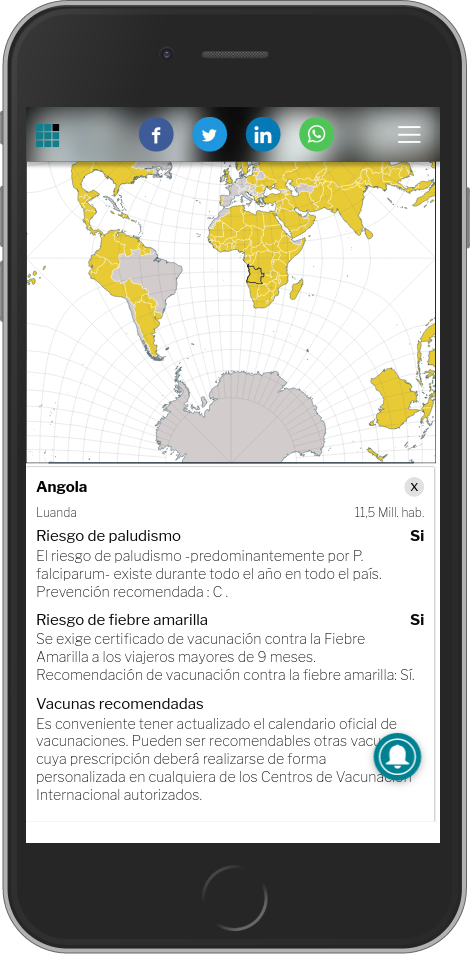 f
in
Angola
X
Luanda
11,5 Mill. hab.
Riesgo de paludismo
Si
El riesgo de paludismo -predominantemente por P.
falciparum- existe durante todo el año en todo el país.
Prevención recomendada : C .
Riesgo de fiebre amarilla
Si
Se exige certificado de vacunación contra la Fiebre
Amarilla a los viajeros mayores de 9 meses.
Recomendación de vacunación contra la fiebre amarilla: Sí.
Vacunas recomendadas
Es conveniente tener actualizado el calendario oficial de
vacunaciones. Pueden ser recomendables otras
cuya prescripción deberá realizarse de forma
personalizada en cualquiera de los Centros de Vacunación
Internacional autorizados.